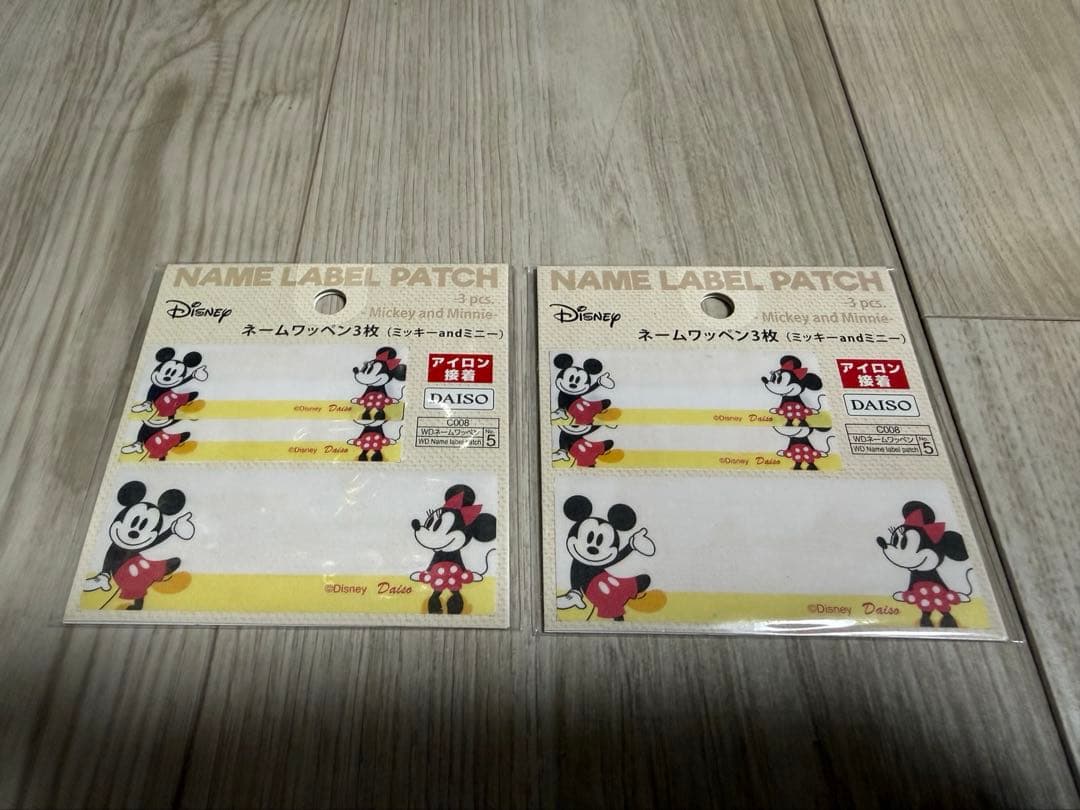 NAME LABEL PATCH
-3 pcs.
Disney
-Mickey and Minnie-
ネームワッペン3枚（ミッキーandミニー）
アイロン
接着
DAISO
©Disney Daiso
C008
WDネームワッペン
WD Name label patch
No.
5
©Disney Daiso
©Disney Daiso
NAME LABEL PATCH
-3 pcs.
Disney
-Mickey and Minnie-
ネームワッペン3枚（ミッキーandミニー）
アイロン
接着
DAISO
©Disney Daiso
C008
WDネームワッペン
WD Name label patch
No.
5
©Disney Daiso
©Disney Daiso